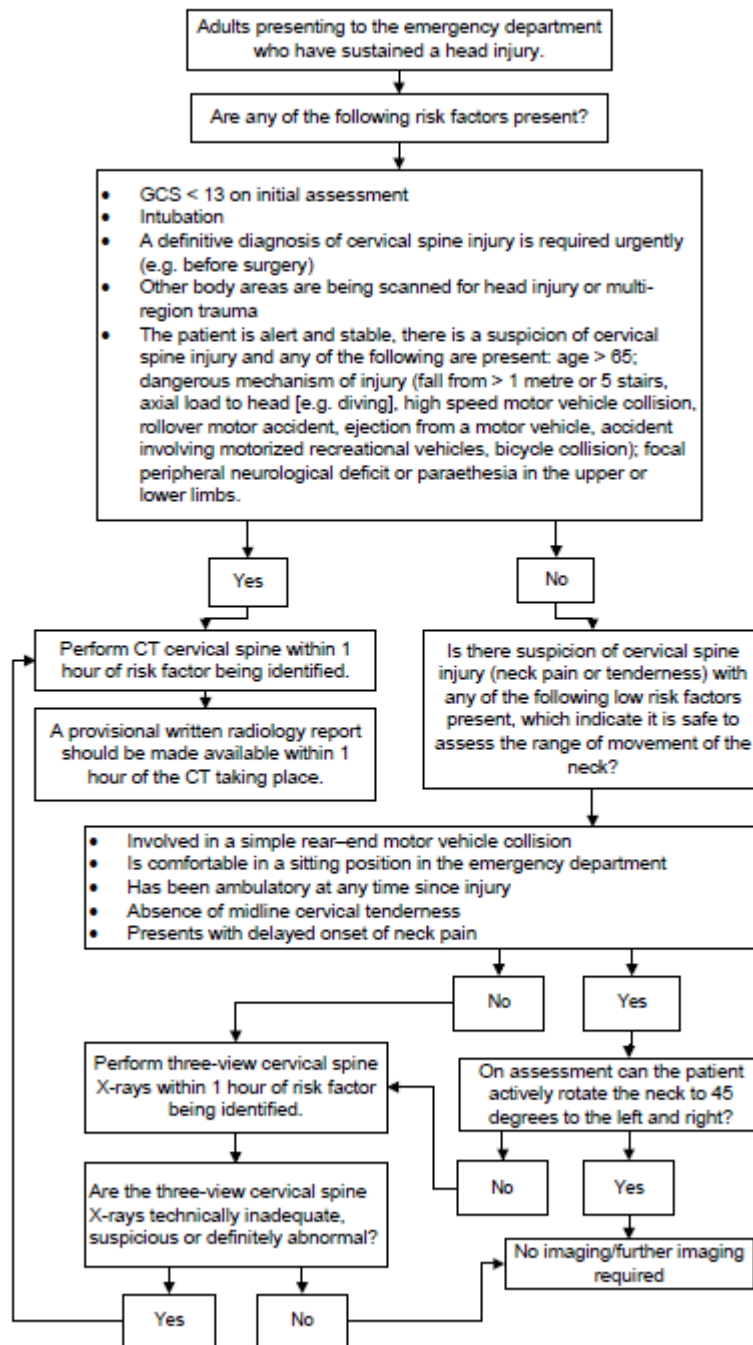 Adults presenting to the emergency department
who have sustained a head injury.
Are any of the following risk factors present?
• GCS < 13 on initial assessment
• Intubation
• A definitive diagnosis of cervical spine injury is required urgently
(e.g. before surgery)
• Other body areas are being scanned for head injury or multi-
region trauma
• The patient is alert and stable, there is a suspicion of cervical
spine injury and any of the following are present: age > 65;
dangerous mechanism of injury (fall from > 1 metre or 5 stairs,
axial load to head [e.g. diving], high speed motor vehicle collision,
rollover motor accident, ejection from a motor vehicle, accident
involving motorized recreational vehicles, bicycle collision); focal
peripheral neurological deficit or paraethesia in the upper or
lower limbs.
Yes
No
Perform CT cervical spine within 1
hour of risk factor being identified.
A provisional written radiology report
should be made available within 1
hour of the CT taking place.
Is there suspicion of cervical spine
injury (neck pain or tenderness) with
any of the following low risk factors
present, which indicate it is safe to
assess the range of movement of the
neck?
• Involved in a simple rear–end motor vehicle collision
• Is comfortable in a sitting position in the emergency department
• Has been ambulatory at any time since injury
• Absence of midline cervical tenderness
• Presents with delayed onset of neck pain
No
Yes
Perform three-view cervical spine
X-rays within 1 hour of risk factor
being identified.
On assessment can the patient
actively rotate the neck to 45
degrees to the left and right?
No
Yes
Are the three-view cervical spine
X-rays technically inadequate,
suspicious or definitely abnormal?
No imaging/further imaging
required
Yes
No